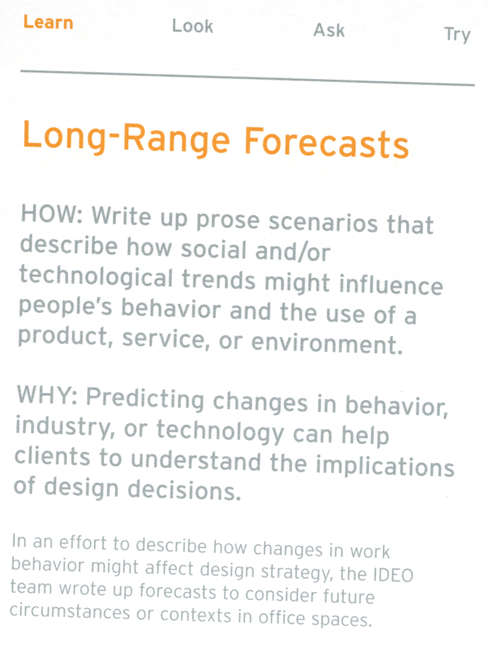 Learn Look Ask Try
Long-Range Forecasts
HOW: Write up prose scenarios that
describe how social and/or
technological trends might influence
people's behavior and the use of a
product, service, or environment.
WHY: Predicting changes in behavior,
industry, or technology can help
clients to understand the implications
of design decisions.
In an effort to describe how changes in work
behavior might affect design strategy, the IDEO
team wrote up forecasts to consider future
circumstances or contexts in office spaces.